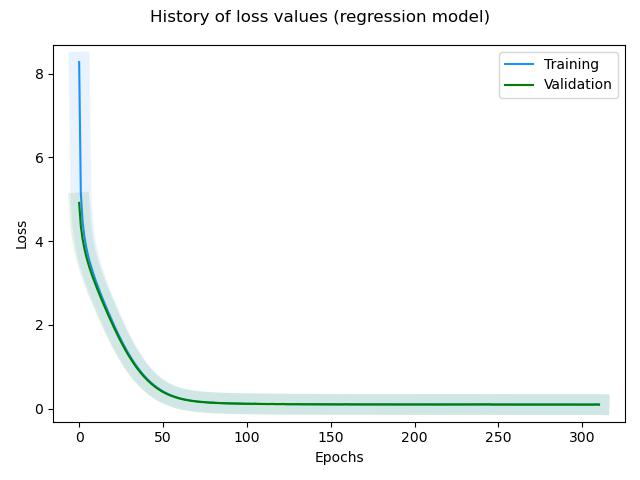 History of loss values (regression model)
Training
Validation
8
6
4
2
0
Loss
0 50 100 150 200 250 300
Epochs